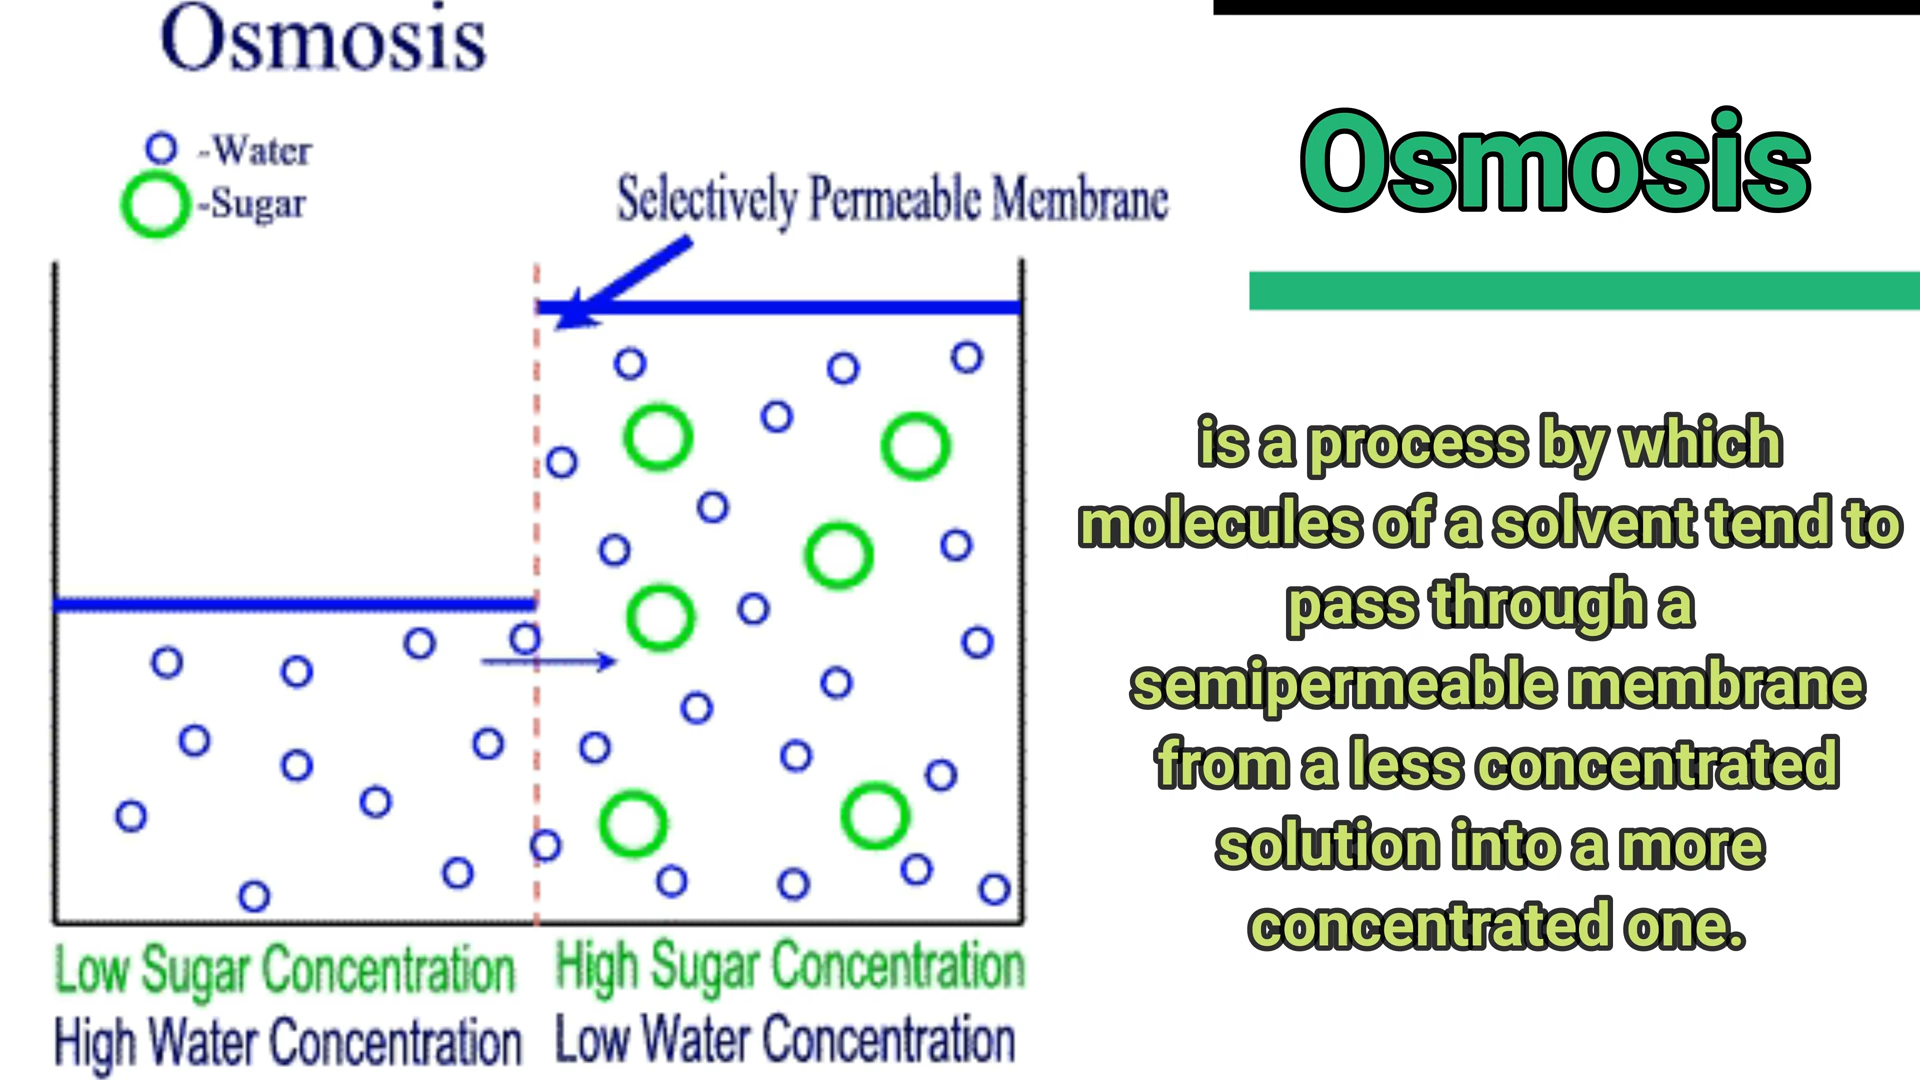 Osmosis
-Water
-Sugar
Selectively Permeable Membrane
Low Sugar Concentration
High Water Concentration
High Sugar Concentration
Low Water Concentration
Osmosis
is a process by which
molecules of a solvent tend to
pass through a
semipermeable membrane
from a less concentrated
solution into a more
concentrated one.